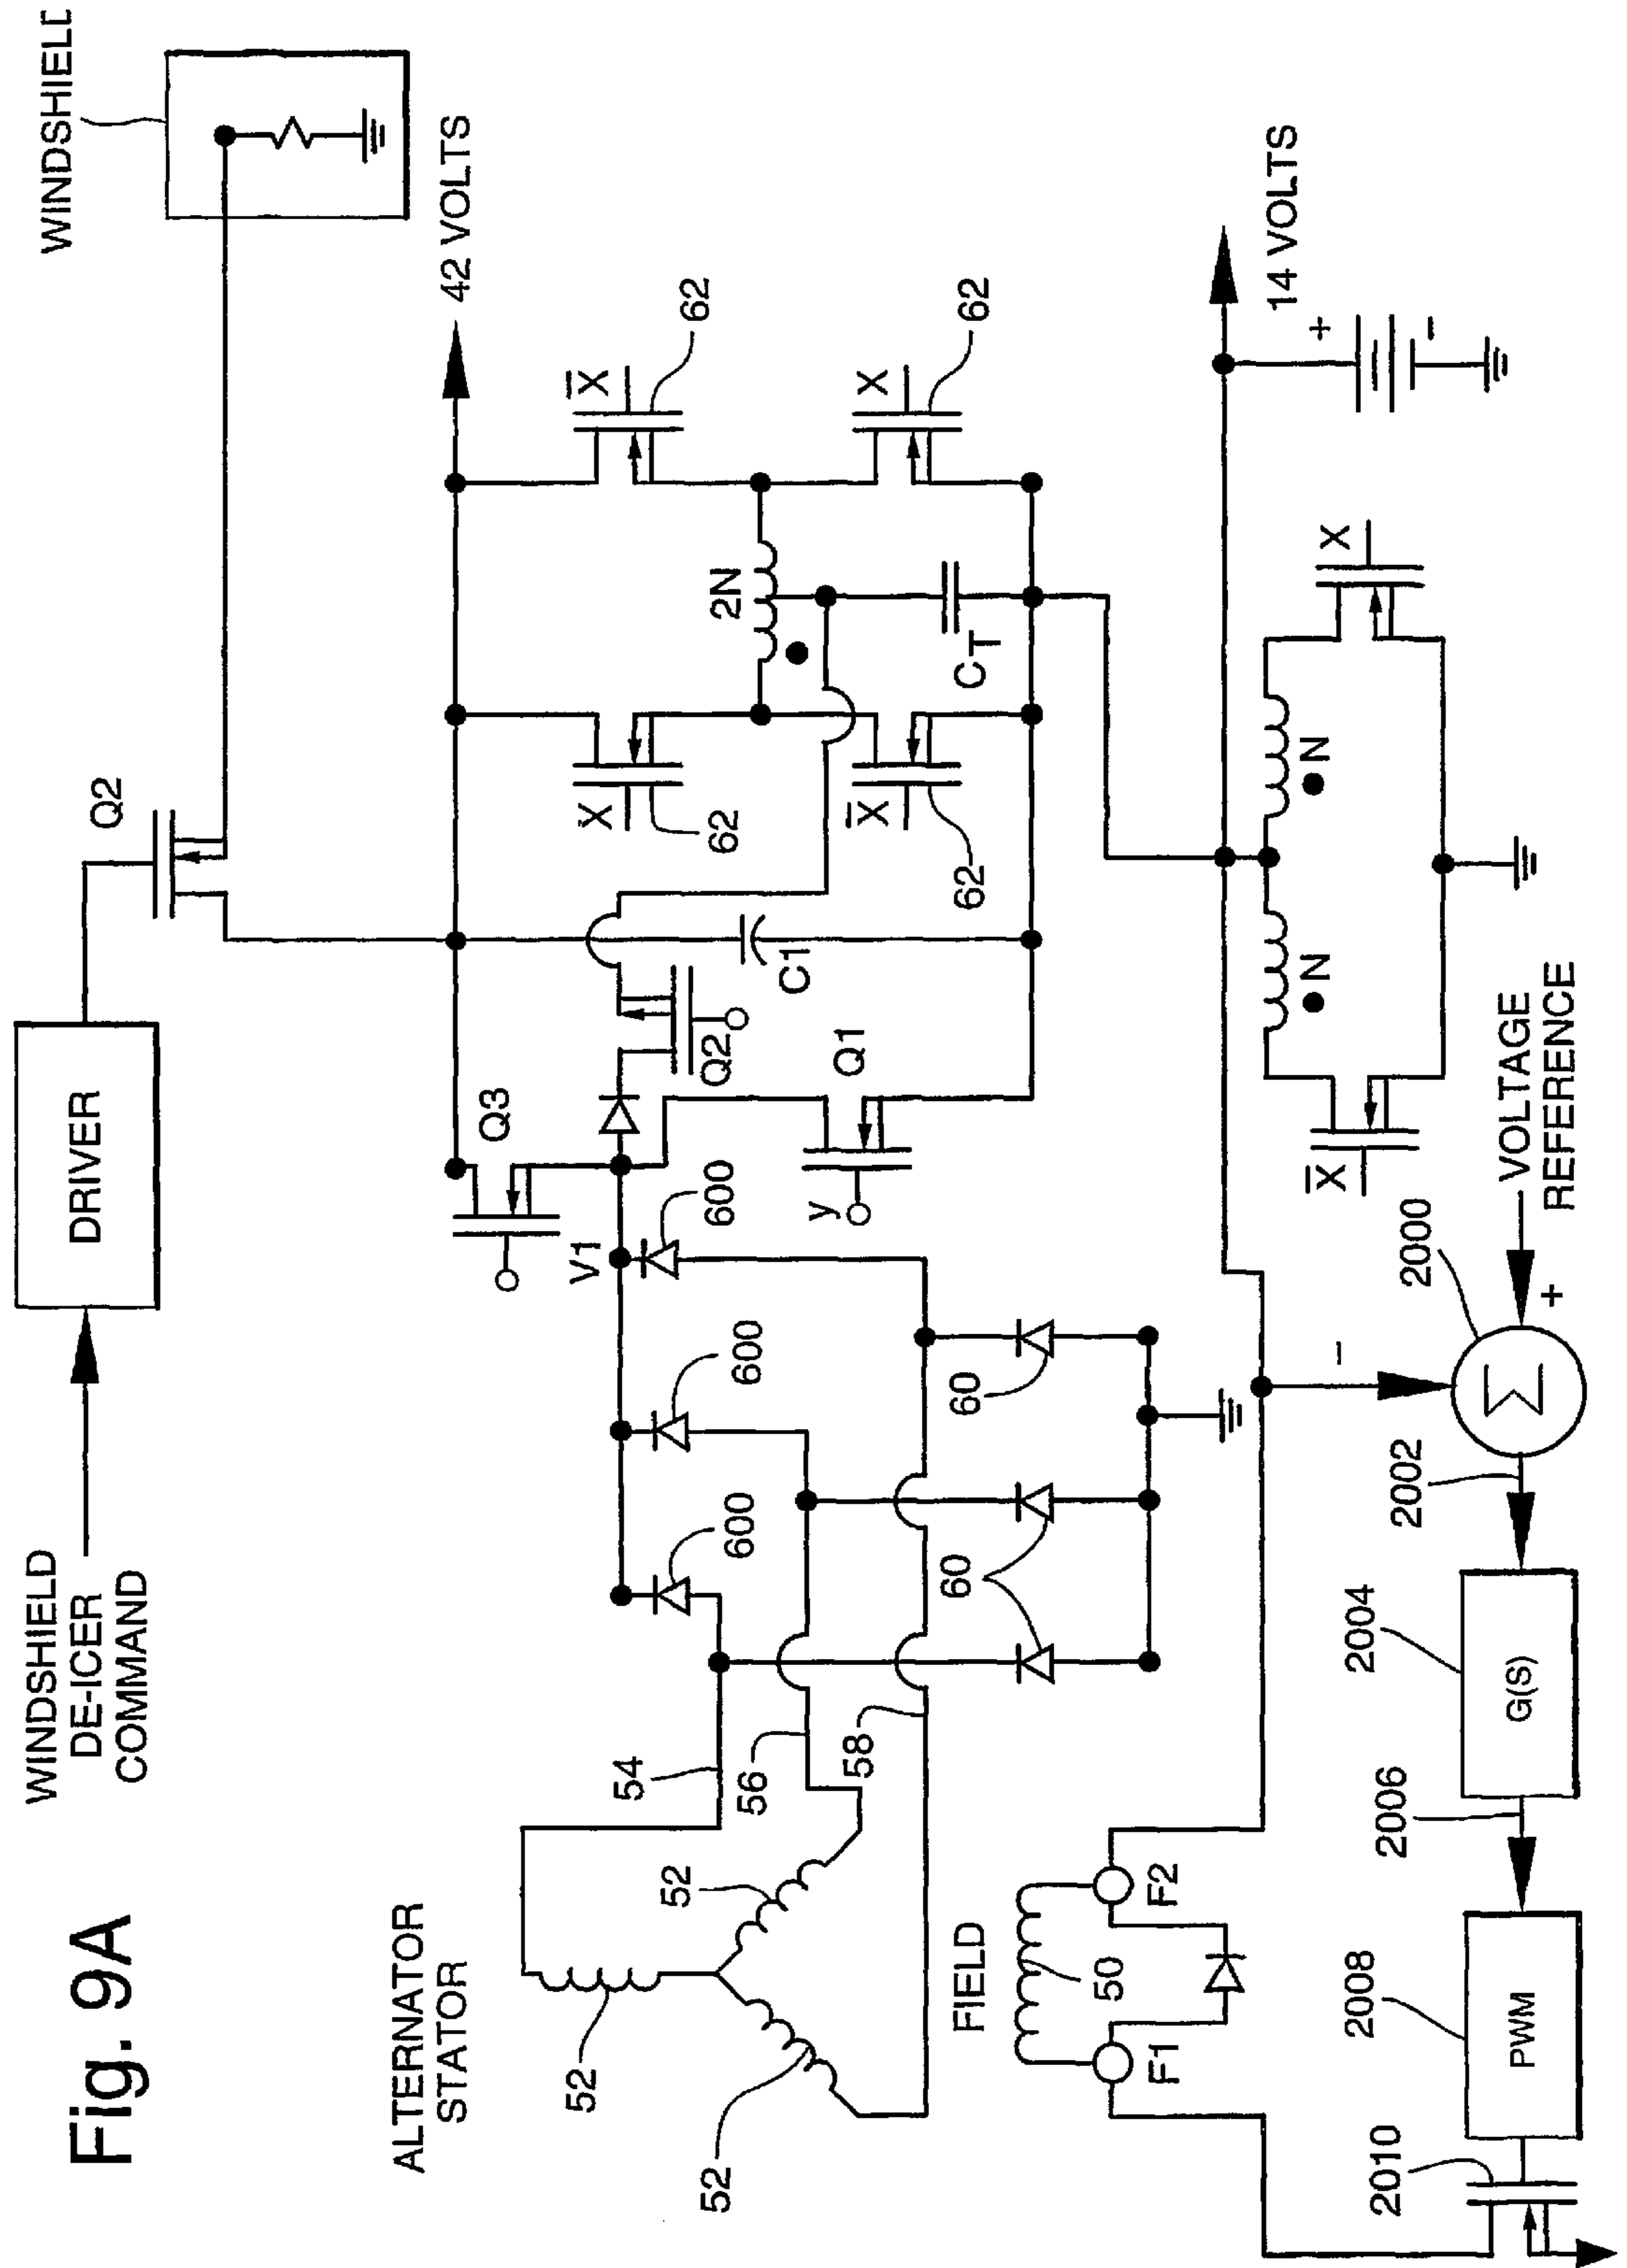 Fig. 9A
WINDSHIELD
DE-ICER
COMMAND
DRIVER
Q2
WINDSHIELD
ALTERNATOR
STATOR
52
52
52
54
56
58
600
600
600
V1
60
60
Q3
Q2
Q1
y
C1
42 VOLTS
X
62
X̅
62
X̅
62
X
62
2N
CT
14 VOLTS
+
-
N
N
X̅
X
FIELD
50
F1
F2
VOLTAGE
REFERENCE
+
-
Σ
2000
2002
G(S)
2004
2006
PWM
2008
2010